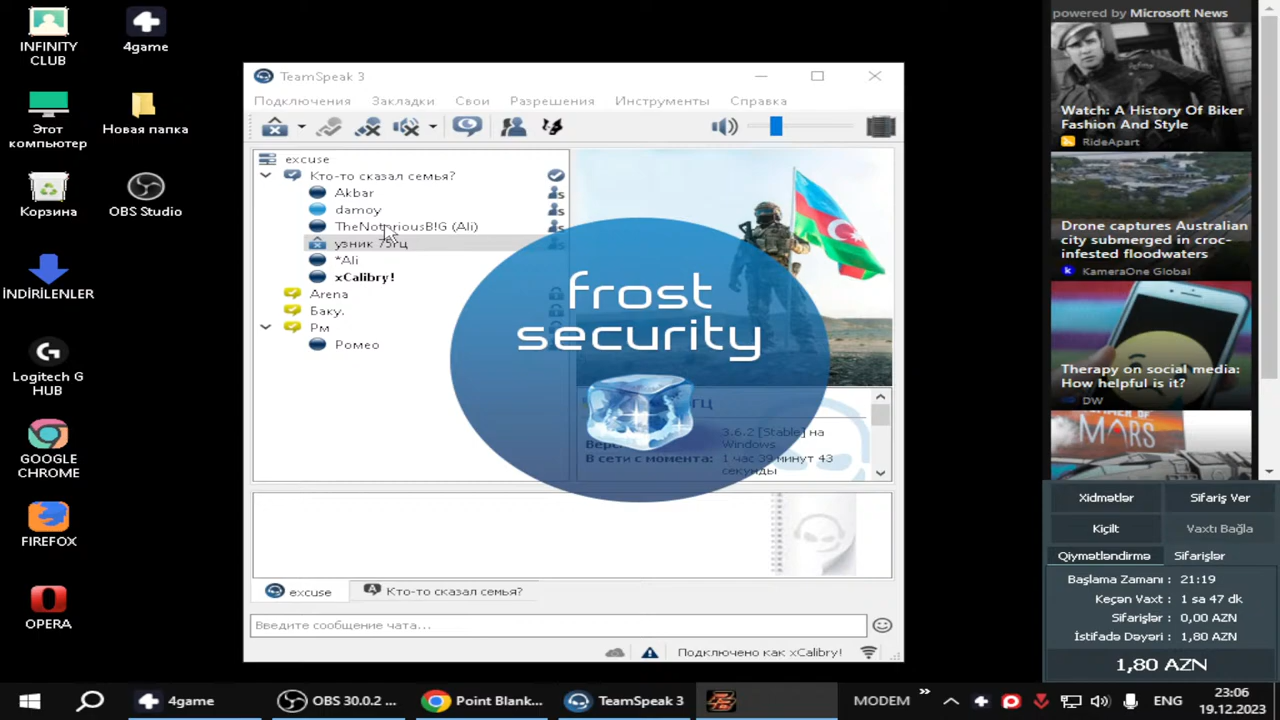 INFINITY
CLUB
4game
Этот
компьютер
Новая папка
Корзина
OBS Studio
İNDİRİLENLER
Logitech G
HUB
GOOGLE
CHROME
FIREFOX
OPERA
TeamSpeak 3
Подключения Закладки Свои Разрешения Инструменты Справка
excuse
Кто-то сказал семья?
Akbar
damoy
TheNotoriousB!G (Ali)
узник 75гц
*Ali
xCalibry!
Arena
Баку.
Рм
Ромео
frost
security
гц
3.6.2 [Stable] на
Windows
В сети с момента: 1 час 39 минут 43
секунды
excuse
Кто-то сказал семья?
Введите сообщение чата...
Подключено как xCalibry!
powered by Microsoft News
Watch: A History Of Biker
Fashion And Style
RideApart
Drone captures Australian
city submerged in croc-
infested floodwaters
KameraOne Global
Therapy on social media:
How helpful is it?
DW
MARS
Xidmətlər Sifariş Ver
Kiçilt Vaxtı Bağla
Qiymətləndirmə Sifarişlər
Başlama Zamanı : 21:19
Keçən Vaxt : 1 sa 47 dk
Sifarişlər : 0,00 AZN
İstifadə Dəyəri : 1,80 AZN
1,80 AZN
4game
OBS 30.0.2 ...
Point Blank...
TeamSpeak 3
MODEM
ENG
23:06
19.12.2023